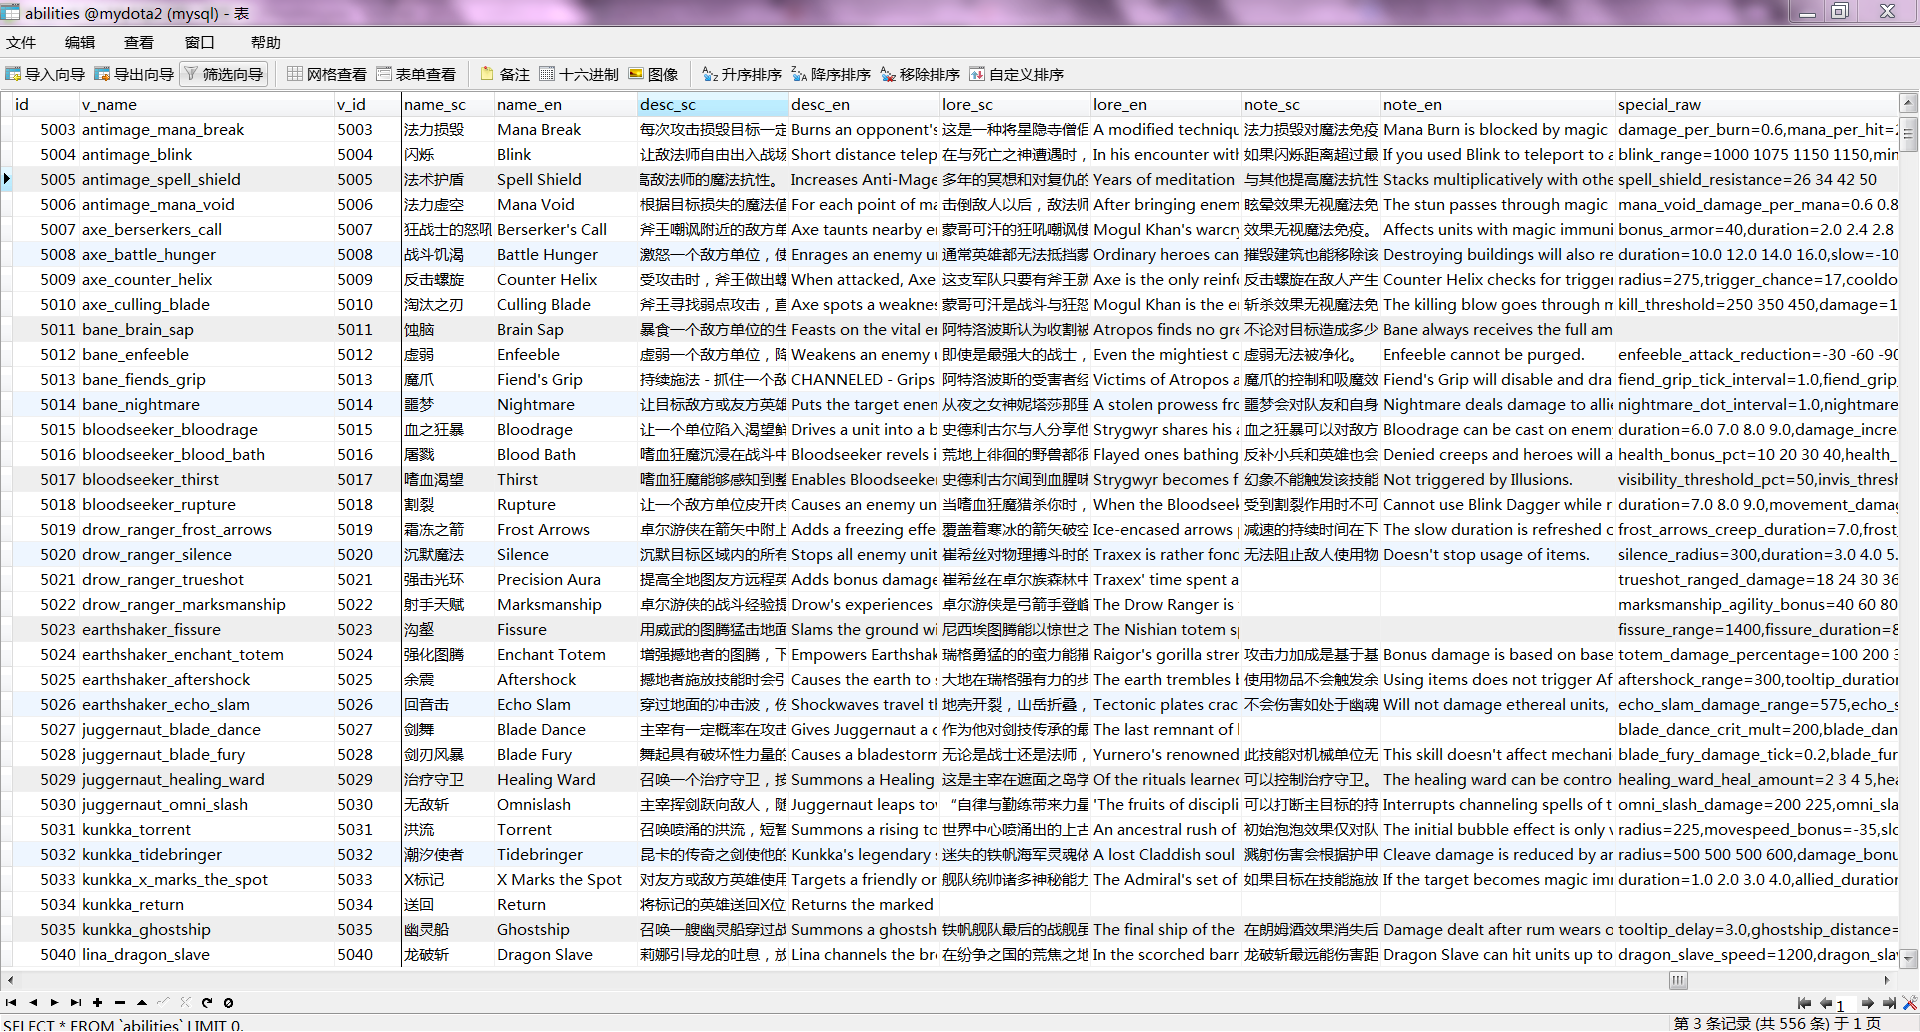 abilities @mydota2 (mysql) - 表
文件 编辑 查看 窗口 帮助
导入向导 导出向导 筛选向导 网格查看 表单查看 备注 十六进制 图像 升序排序 降序排序 移除排序 自定义排序
id v_name v_id name_sc name_en desc_sc desc_en lore_sc lore_en note_sc note_en special_raw
5003 antimage_mana_break 5003 法力损毁 Mana Break 每次攻击损毁目标一定 Burns an opponent's 这是一种将星隐寺僧侣 A modified techniqu 法力损毁对魔法免疫 Mana Burn is blocked by magic damage_per_burn=0.6,mana_per_hit=2
5004 antimage_blink 5004 闪烁 Blink 让敌法师自由出入战场 Short distance telep 在与死亡之神遭遇时， In his encounter with 如果闪烁距离超过最 If you used Blink to teleport to a blink_range=1000 1075 1150 1150,min
5005 antimage_spell_shield 5005 法术护盾 Spell Shield 高敌法师的魔法抗性。 Increases Anti-Mage 多年的冥想和对复仇的 Years of meditation 与其他提高魔法抗性 Stacks multiplicatively with othe spell_shield_resistance=26 34 42 50
5006 antimage_mana_void 5006 法力虚空 Mana Void 根据目标损失的魔法值 For each point of ma 击倒敌人以后，敌法师 After bringing enem 眩晕效果无视魔法免 The stun passes through magic mana_void_damage_per_mana=0.6 0.8
5007 axe_berserkers_call 5007 狂战士的怒吼 Berserker's Call 斧王嘲讽附近的敌方单 Axe taunts nearby en 蒙哥可汗的狂吼嘲讽使 Mogul Khan's warcry 效果无视魔法免疫。 Affects units with magic immuni bonus_armor=40,duration=2.0 2.4 2.8
5008 axe_battle_hunger 5008 战斗饥渴 Battle Hunger 激怒一个敌方单位，使 Enrages an enemy u 通常英雄都无法抵挡蒙 Ordinary heroes can 摧毁建筑也能移除该 Destroying buildings will also re duration=10.0 12.0 14.0 16.0,slow=-10
5009 axe_counter_helix 5009 反击螺旋 Counter Helix 受攻击时，斧王做出螺 When attacked, Axe 这支军队只要有斧王就 Axe is the only reinfo 反击螺旋在敌人产生 Counter Helix checks for trigger radius=275,trigger_chance=17,cooldo
5010 axe_culling_blade 5010 淘汰之刃 Culling Blade 斧王寻找弱点攻击，直 Axe spots a weaknes 蒙哥可汗是战斗与狂怒 Mogul Khan is the e 斩杀效果无视魔法免 The killing blow goes through m kill_threshold=250 350 450,damage=1
5011 bane_brain_sap 5011 蚀脑 Brain Sap 暴食一个敌方单位的生 Feasts on the vital en 阿特洛波斯认为收割被 Atropos finds no gre 不论对目标造成多少 Bane always receives the full am
5012 bane_enfeeble 5012 虚弱 Enfeeble 虚弱一个敌方单位，降 Weakens an enemy u 即使是最强大的战士， Even the mightiest c 虚弱无法被净化。 Enfeeble cannot be purged. enfeeble_attack_reduction=-30 -60 -90
5013 bane_fiends_grip 5013 魔爪 Fiend's Grip 持续施法 - 抓住一个敌 CHANNELED - Grips 阿特洛波斯的受害者经 Victims of Atropos a 魔爪的控制和吸魔效 Fiend's Grip will disable and dra fiend_grip_tick_interval=1.0,fiend_grip_
5014 bane_nightmare 5014 噩梦 Nightmare 让目标敌方或友方英雄 Puts the target enem 从夜之女神妮塔莎那里 A stolen prowess fro 噩梦会对队友和自身 Nightmare deals damage to allie nightmare_dot_interval=1.0,nightmare
5015 bloodseeker_bloodrage 5015 血之狂暴 Bloodrage 让一个单位陷入渴望鲜 Drives a unit into a b 史德利古尔与人分享他 Strygwyr shares his 血之狂暴可以对敌方 Bloodrage can be cast on enemy duration=6.0 7.0 8.0 9.0,damage_incre
5016 bloodseeker_blood_bath 5016 屠戮 Blood Bath 嗜血狂魔沉浸在战斗中 Bloodseeker revels i 荒地上徘徊的野兽都很 Flayed ones bathing 反补小兵和英雄也会 Denied creeps and heroes will a health_bonus_pct=10 20 30 40,health_
5017 bloodseeker_thirst 5017 嗜血渴望 Thirst 嗜血狂魔能够感知到整 Enables Bloodseeker 史德利古尔闻到血腥味 Strygwyr becomes f 幻象不能触发该技能 Not triggered by Illusions. visibility_threshold_pct=50,invis_thresh
5018 bloodseeker_rupture 5018 割裂 Rupture 让一个敌方单位皮开肉 Causes an enemy un 当嗜血狂魔猎杀你时， When the Bloodseek 受到割裂作用时不可 Cannot use Blink Dagger while r duration=7.0 8.0 9.0,movement_damag
5019 drow_ranger_frost_arrows 5019 霜冻之箭 Frost Arrows 卓尔游侠在箭矢中附上 Adds a freezing effe 覆盖着寒冰的箭矢破空 Ice-encased arrows 减速的持续时间在下 The slow duration is refreshed c frost_arrows_creep_duration=7.0,frost_
5020 drow_ranger_silence 5020 沉默魔法 Silence 沉默目标区域内的所有 Stops all enemy unit 崔希丝对物理搏斗时的 Traxex is rather fonc 无法阻止敌人使用物 Doesn't stop usage of items. silence_radius=300,duration=3.0 4.0 5.
5021 drow_ranger_trueshot 5021 强击光环 Precision Aura 提高全地图友方远程英 Adds bonus damage 崔希丝在卓尔族森林中 Traxex' time spent a trueshot_ranged_damage=18 24 30 36
5022 drow_ranger_marksmanship 5022 射手天赋 Marksmanship 卓尔游侠的战斗经验提 Drow's experiences 卓尔游侠是弓箭手登峰 The Drow Ranger is marksmanship_agility_bonus=40 60 80
5023 earthshaker_fissure 5023 沟壑 Fissure 用威武的图腾猛击地面 Slams the ground wi 尼西埃图腾能以惊世之 The Nishian totem s fissure_range=1400,fissure_duration=8
5024 earthshaker_enchant_totem 5024 强化图腾 Enchant Totem 增强撼地者的图腾，下 Empowers Earthshak 瑞格勇猛的的蛮力能摧 Raigor's gorilla stren 攻击力加成是基于基 Bonus damage is based on base totem_damage_percentage=100 200 3
5025 earthshaker_aftershock 5025 余震 Aftershock 撼地者施放技能时会引 Causes the earth to 大地在瑞格强有力的步 The earth trembles b 使用物品不会触发余 Using items does not trigger Af aftershock_range=300,tooltip_duration
5026 earthshaker_echo_slam 5026 回音击 Echo Slam 穿过地面的冲击波，伤 Shockwaves travel th 地壳开裂，山岳折叠， Tectonic plates crac 不会伤害如处于幽魂 Will not damage ethereal units, echo_slam_damage_range=575,echo_s
5027 juggernaut_blade_dance 5027 剑舞 Blade Dance 主宰有一定概率在攻击 Gives Juggernaut a c 作为他对剑技传承的最 The last remnant of blade_dance_crit_mult=200,blade_dan
5028 juggernaut_blade_fury 5028 剑刃风暴 Blade Fury 舞起具有破坏性力量的 Causes a bladestorm 无论是战士还是法师， Yurnero's renowned 此技能对机械单位无 This skill doesn't affect mechani blade_fury_damage_tick=0.2,blade_fur
5029 juggernaut_healing_ward 5029 治疗守卫 Healing Ward 召唤一个治疗守卫，按 Summons a Healing 这是主宰在遮面之岛学 Of the rituals learned 可以控制治疗守卫。 The healing ward can be contro healing_ward_heal_amount=2 3 4 5,hea
5030 juggernaut_omni_slash 5030 无敌斩 Omnislash 主宰挥剑跃向敌人，随 Juggernaut leaps tow “自律与勤练带来力量 'The fruits of discipli 可以打断主目标的持 Interrupts channeling spells of t omni_slash_damage=200 225,omni_sla
5031 kunkka_torrent 5031 洪流 Torrent 召唤喷涌的洪流，短暂 Summons a rising to 世界中心喷涌出的上古 An ancestral rush of 初始泡泡效果仅对队 The initial bubble effect is only v radius=225,movespeed_bonus=-35,slo
5032 kunkka_tidebringer 5032 潮汐使者 Tidebringer 昆卡的传奇之剑使他的 Kunkka's legendary 迷失的铁帆海军灵魂依 A lost Claddish soul 溅射伤害会根据护甲 Cleave damage is reduced by ar radius=500 500 500 600,damage_bonu
5033 kunkka_x_marks_the_spot 5033 X标记 X Marks the Spot 对友方或敌方英雄使用 Targets a friendly or 舰队统帅诸多神秘能力 The Admiral's set of 如果目标在技能施放 If the target becomes magic imr duration=1.0 2.0 3.0 4.0,allied_duration
5034 kunkka_return 5034 送回 Return 将标记的英雄送回X位 Returns the marked
5035 kunkka_ghostship 5035 幽灵船 Ghostship 召唤一艘幽灵船穿过战 Summons a ghostsh 铁帆舰队最后的战舰虽 The final ship of the 在朗姆酒效果消失后 Damage dealt after rum wears o tooltip_delay=3.0,ghostship_distance=
5040 lina_dragon_slave 5040 龙破斩 Dragon Slave 莉娜引导龙的吐息，放 Lina channels the bre 在纷争之国的荒焦之地 In the scorched barr 龙破斩最远能伤害距 Dragon Slave can hit units up to dragon_slave_speed=1200,dragon_slav
1
SELECT * FROM `abilities` LIMIT 0,
第 3 条记录 (共 556 条) 于 1 页